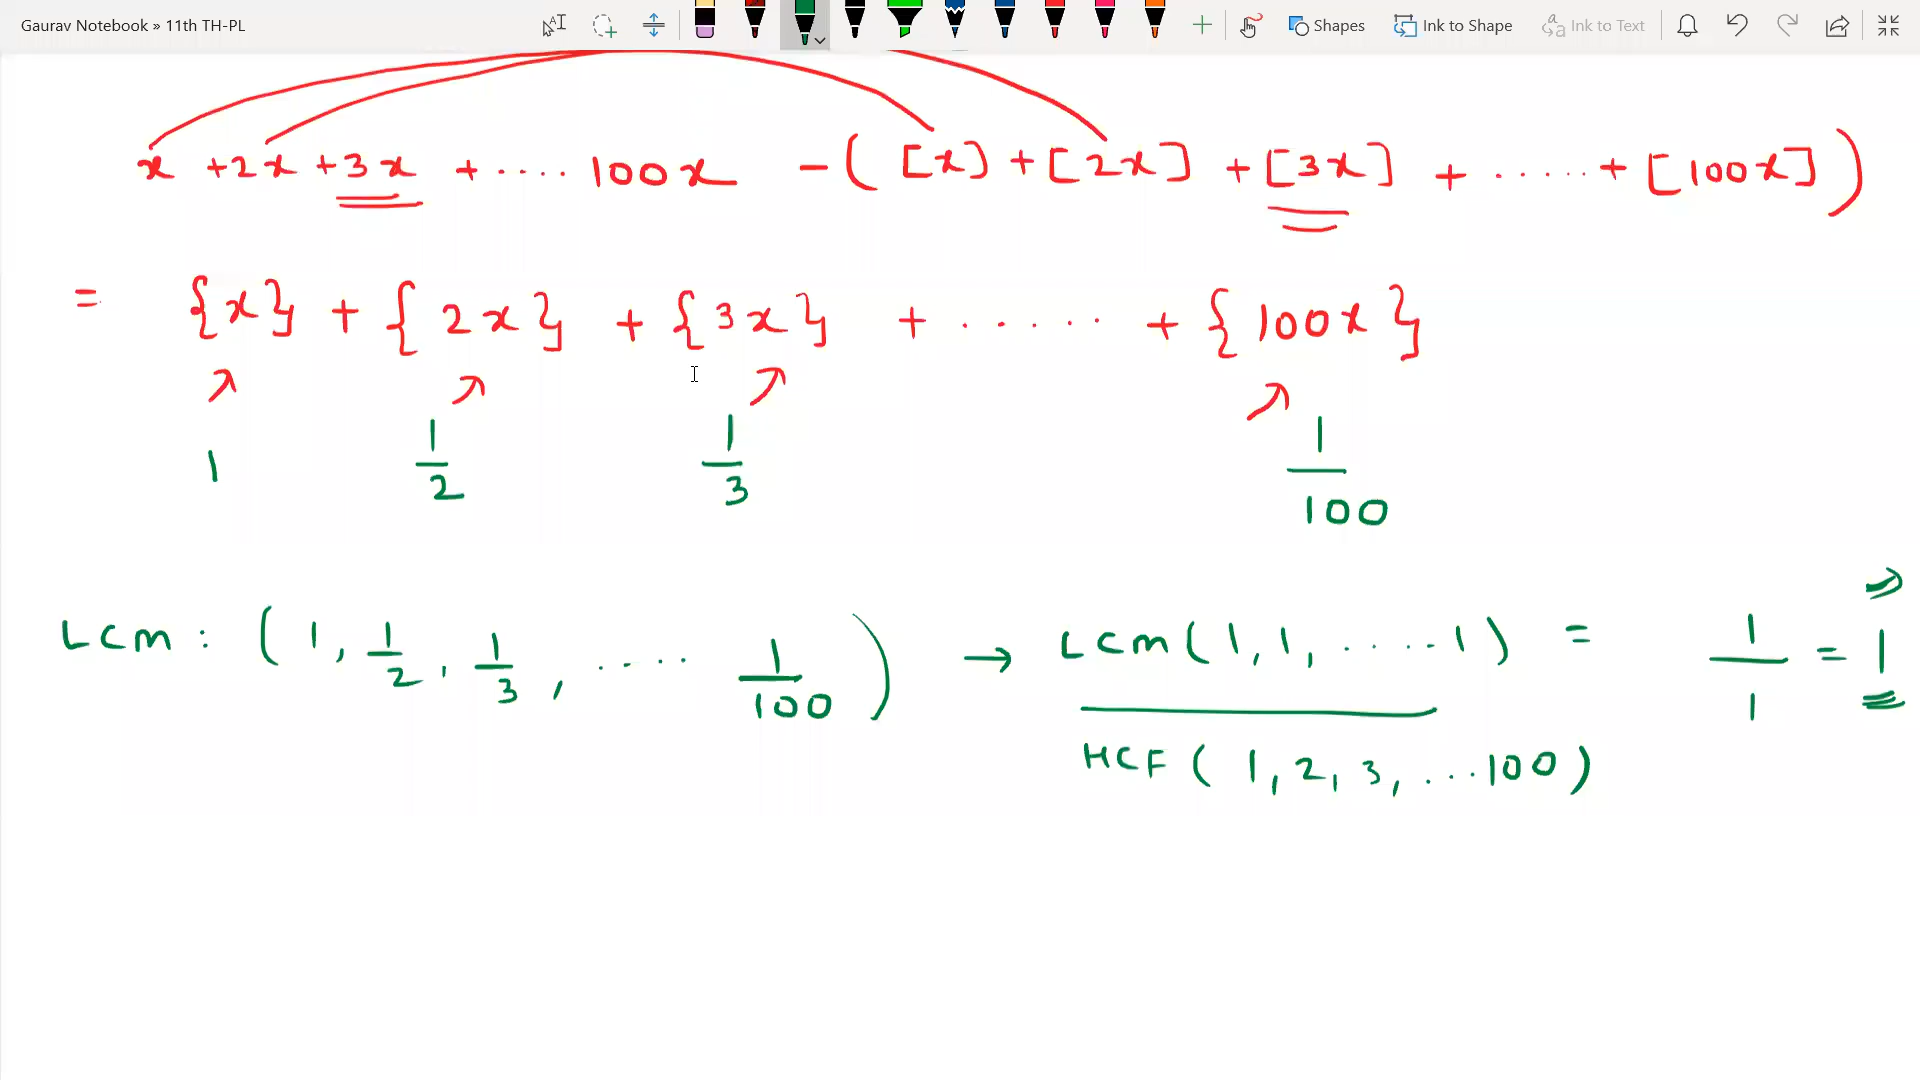 Gaurav Notebook » 11th TH-PL
Shapes
Ink to Shape
Ink to Text
x + 2x + 3x + ···· 100x - ( [x] + [2x] + [3x] + ····· + [100x] )
= {x} + {2x} + {3x} + ····· + {100x}
1 1/2 1/3 1/100
LCM : ( 1, 1/2, 1/3, ···· 1/100 ) → LCM ( 1, 1, ····· 1 ) / HCF ( 1, 2, 3, ... 100 ) = 1/1 = 1